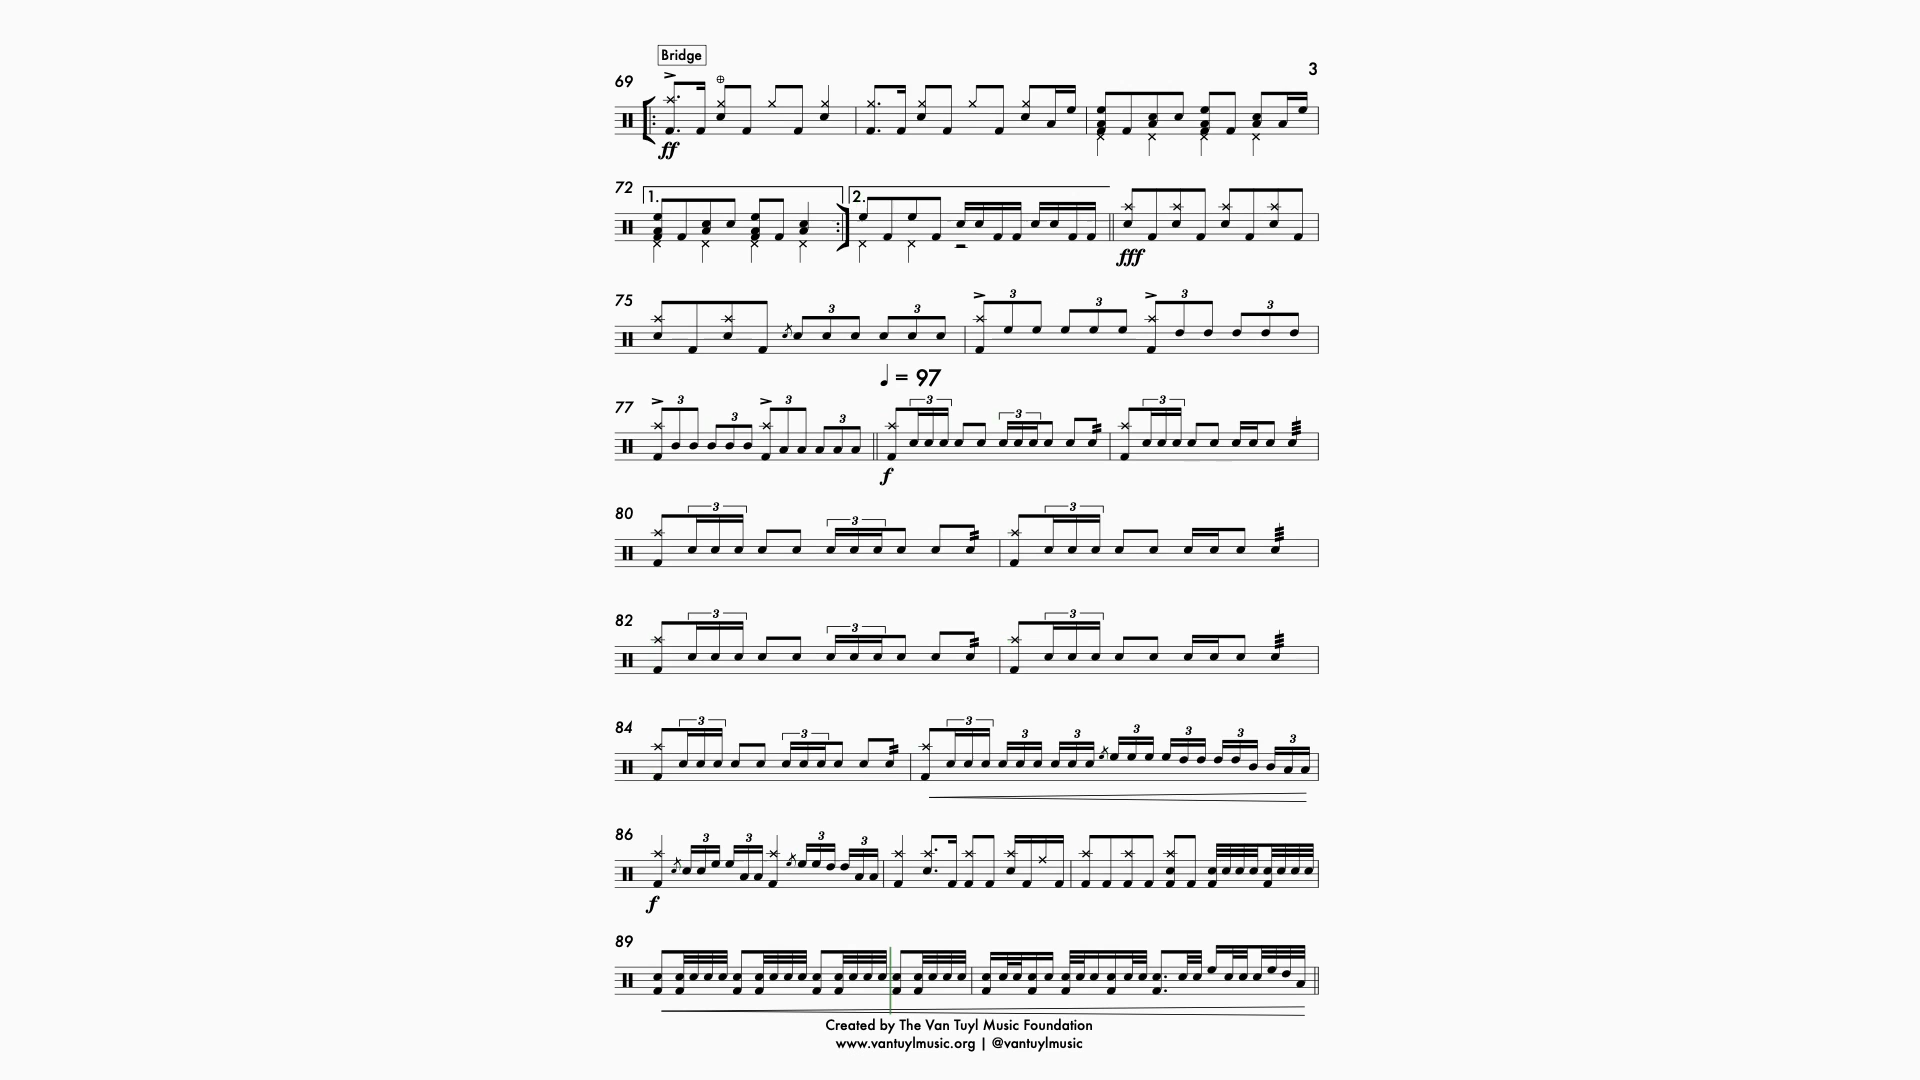 Bridge
3
69
ff
72
1.
2.
fff
75
3 3 3 3 3 3
♩ = 97
77
3 3 3 3 3 3 3
f
80
3 3 3
82
3 3 3
84
3 3 3 3 3 3 3 3 3
86
3 3 3 3
f
89
Created by The Van Tuyl Music Foundation
www.vantuylmusic.org | @vantuylmusic